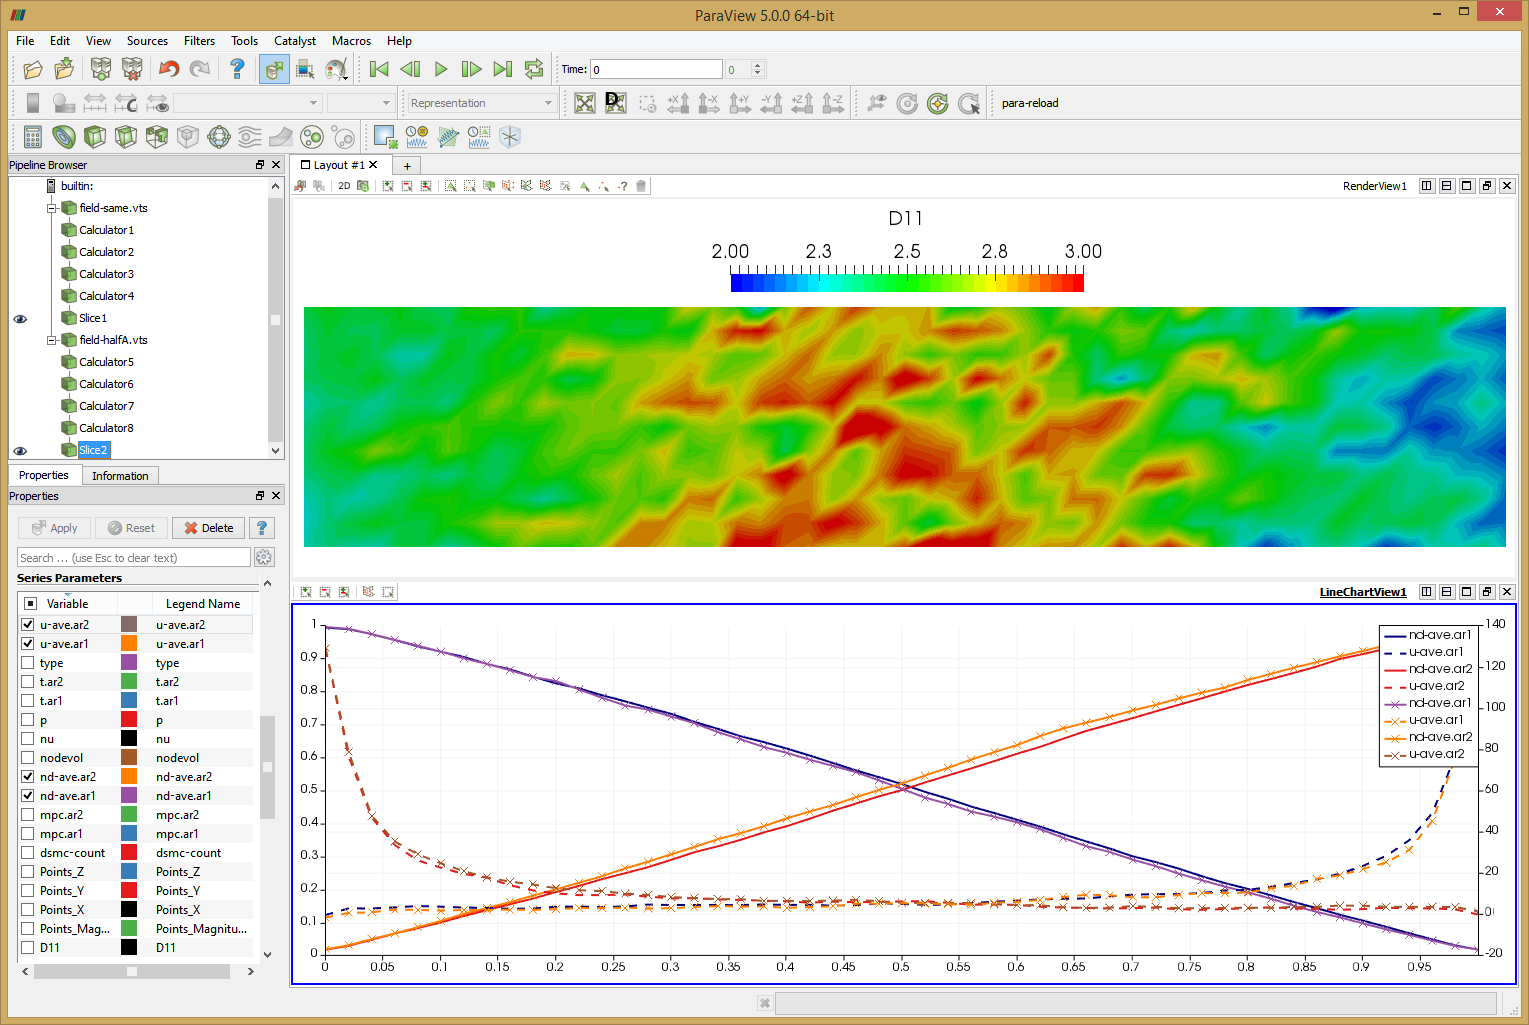 ParaView 5.0.0 64-bit
File Edit View Sources Filters Tools Catalyst Macros Help
Time: 0 0
Representation
D
+X -X +Y -Y +Z -Z
para-reload
Pipeline Browser
builtin:
field-same.vts
Calculator1
Calculator2
Calculator3
Calculator4
Slice1
field-halfA.vts
Calculator5
Calculator6
Calculator7
Calculator8
Slice2
Properties Information
Properties
Apply Reset Delete ?
Search ... (use Esc to clear text)
Series Parameters
Variable Legend Name
u-ave.ar2 u-ave.ar2
u-ave.ar1 u-ave.ar1
type type
t.ar2 t.ar2
t.ar1 t.ar1
p p
nu nu
nodevol nodevol
nd-ave.ar2 nd-ave.ar2
nd-ave.ar1 nd-ave.ar1
mpc.ar2 mpc.ar2
mpc.ar1 mpc.ar1
dsmc-count dsmc-count
Points_Z Points_Z
Points_Y Points_Y
Points_X Points_X
Points_Mag... Points_Magnitu...
D11 D11
Layout #1 +
2D ? RenderView1
D11
2.00 2.3 2.5 2.8 3.00
LineChartView1
1
0.9
0.8
0.7
0.6
0.5
0.4
0.3
0.2
0.1
0
140
120
100
80
60
40
20
0
-20
0 0.05 0.1 0.15 0.2 0.25 0.3 0.35 0.4 0.45 0.5 0.55 0.6 0.65 0.7 0.75 0.8 0.85 0.9 0.95
nd-ave.ar1
u-ave.ar1
nd-ave.ar2
u-ave.ar2
nd-ave.ar1
u-ave.ar1
nd-ave.ar2
u-ave.ar2